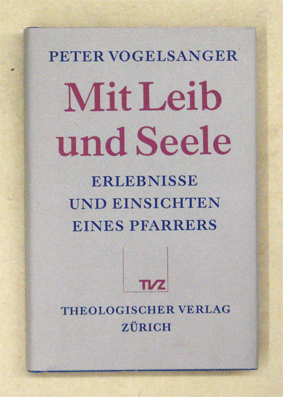 PETER VOGELSANGER
Mit Leib
und Seele
ERLEBNISSE
UND EINSICHTEN
EINES PFARRERS
TVZ
THEOLOGISCHER VERLAG
ZÜRICH